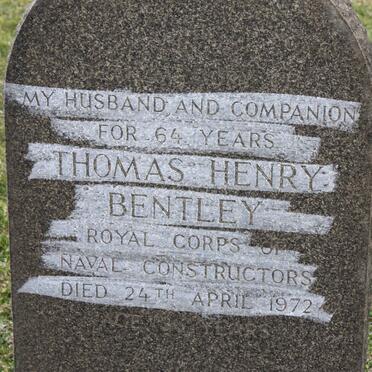 MY HUSBAND AND COMPANION
FOR 64 YEARS
THOMAS HENRY
BENTLEY
ROYAL CORPS OF
NAVAL CONSTRUCTORS
DIED 24TH APRIL 1972